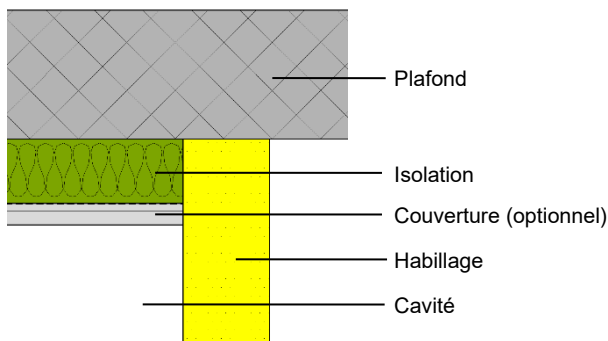 Plafond
Isolation
Couverture (optionnel)
Habillage
Cavité